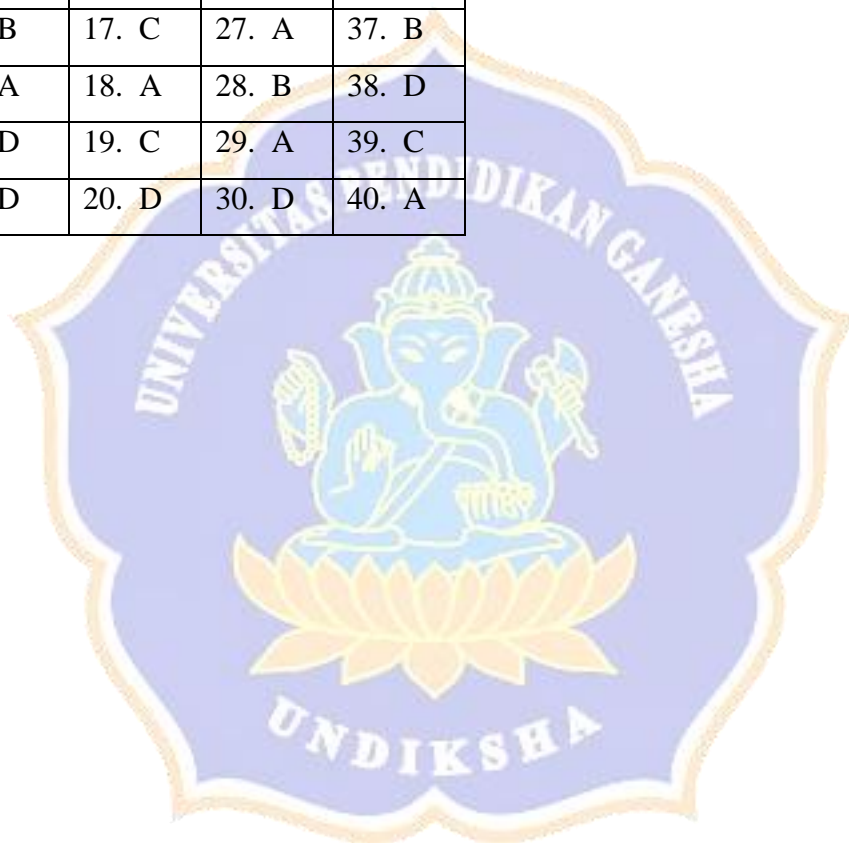 B 17. C 27. A 37. B
A 18. A 28. B 38. D
D 19. C 29. A 39. C
D 20. D 30. D 40. A
UNIVERSITAS PENDIDIKAN GANESHA
UNDIKSHA